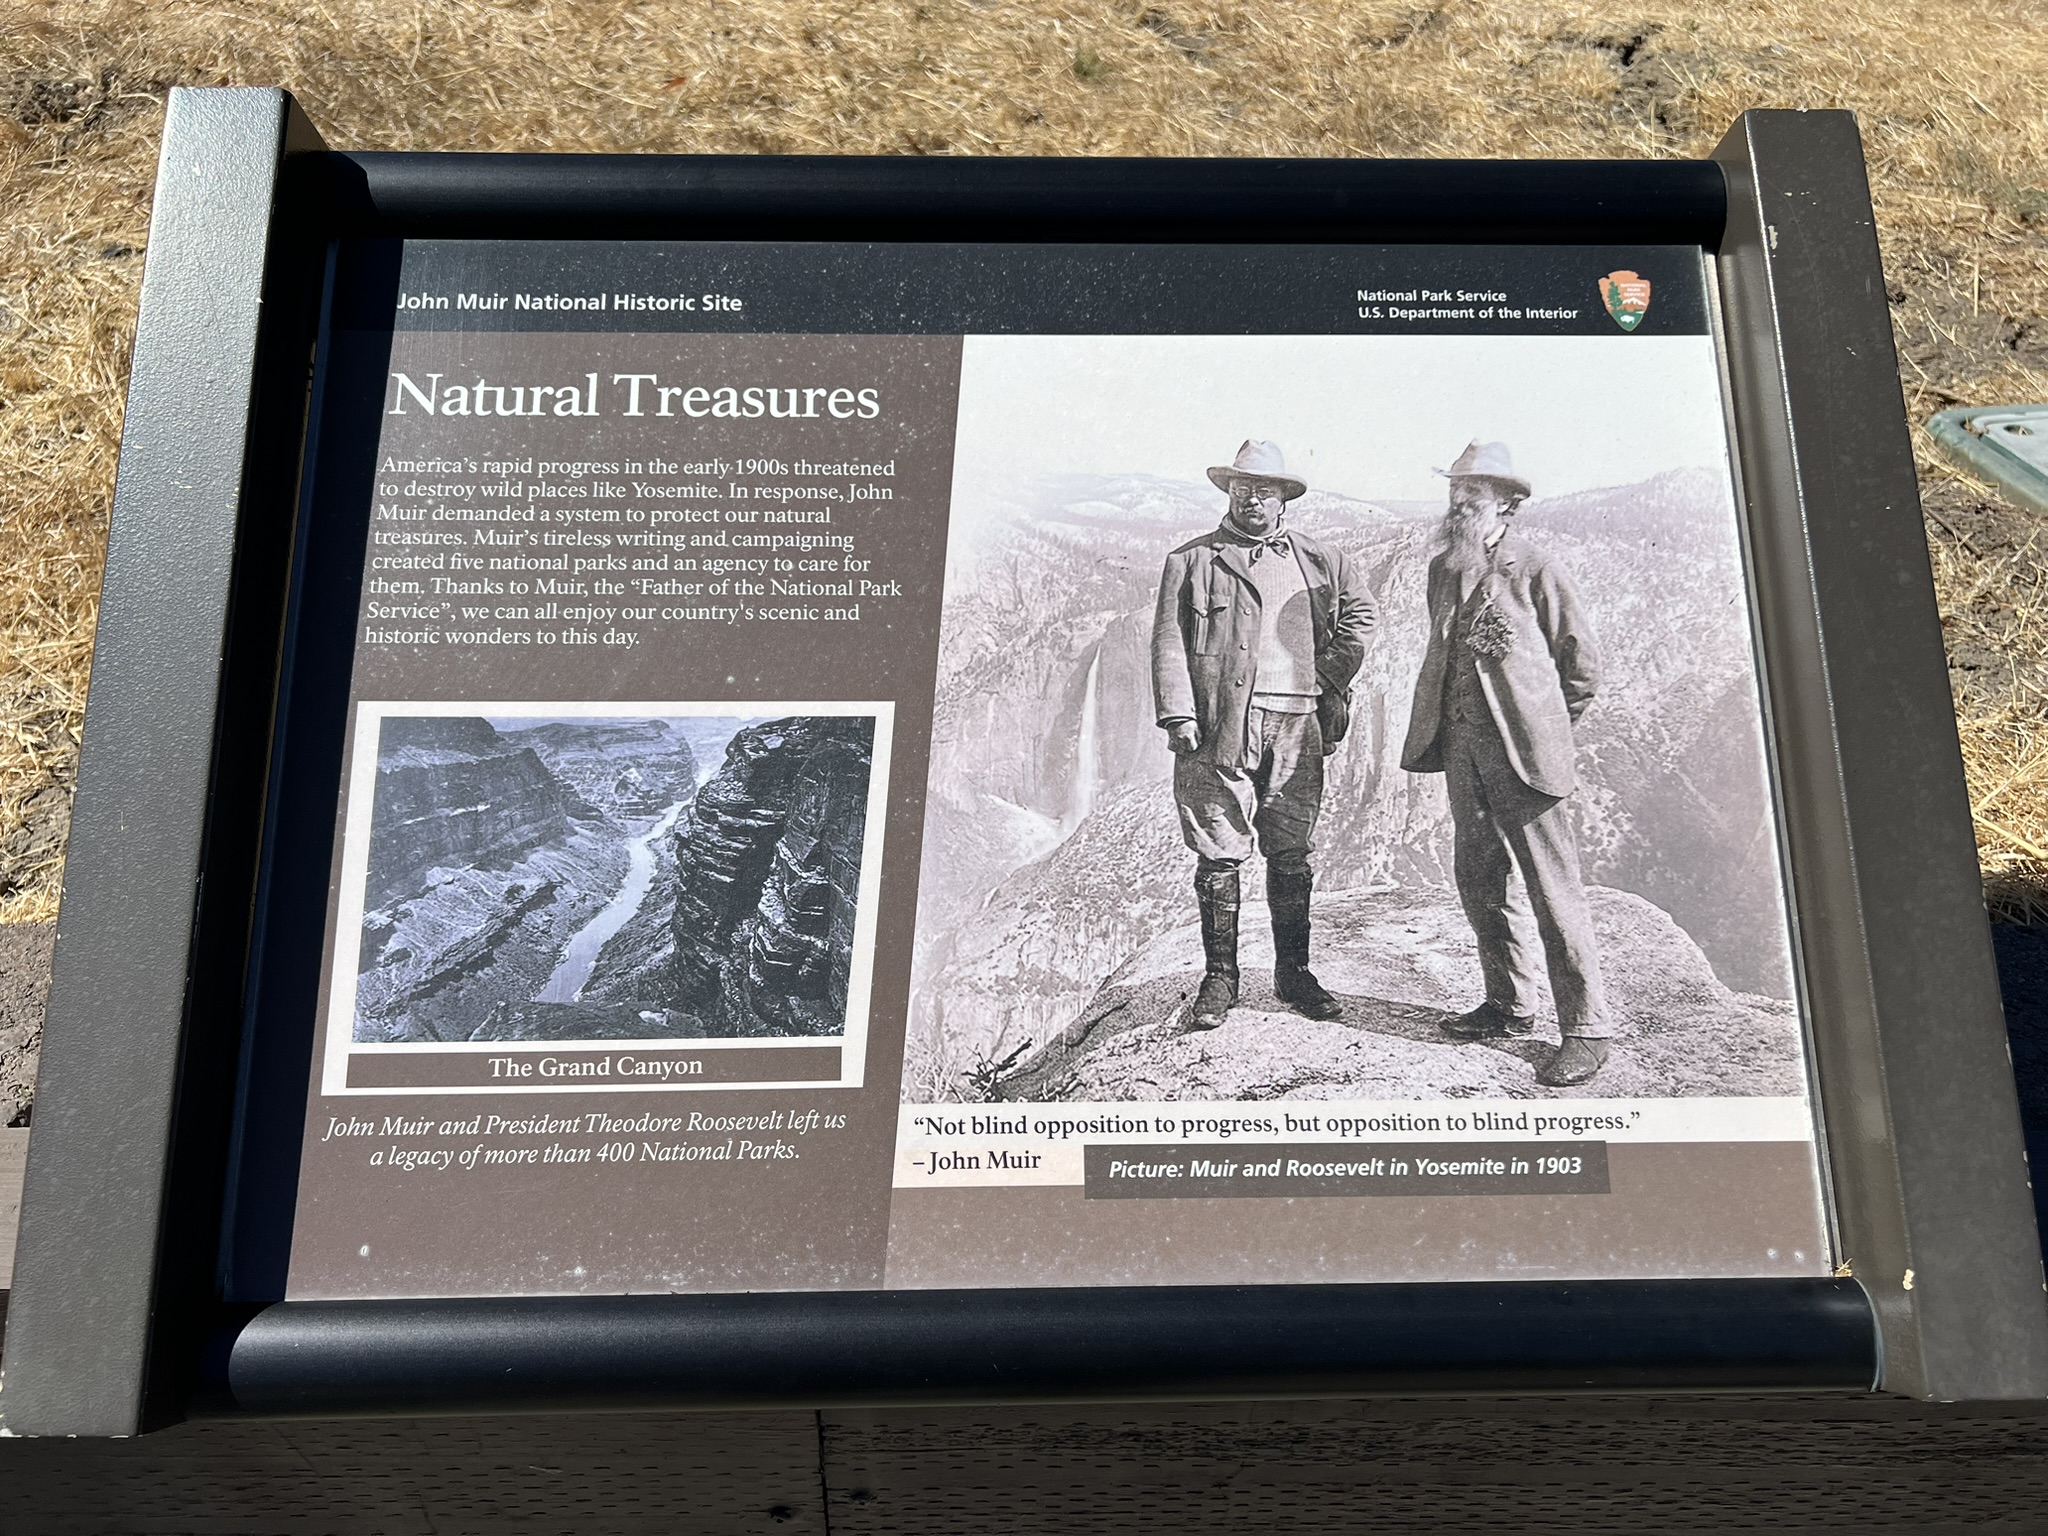 John Muir National Historic Site
National Park Service
U.S. Department of the Interior
Natural Treasures
America's rapid progress in the early 1900s threatened
to destroy wild places like Yosemite. In response, John
Muir demanded a system to protect our natural
treasures. Muir's tireless writing and campaigning
created five national parks and an agency to care for
them. Thanks to Muir, the “Father of the National Park
Service”, we can all enjoy our country's scenic and
historic wonders to this day.
The Grand Canyon
John Muir and President Theodore Roosevelt left us
a legacy of more than 400 National Parks.
“Not blind opposition to progress, but opposition to blind progress.”
– John Muir
Picture: Muir and Roosevelt in Yosemite in 1903